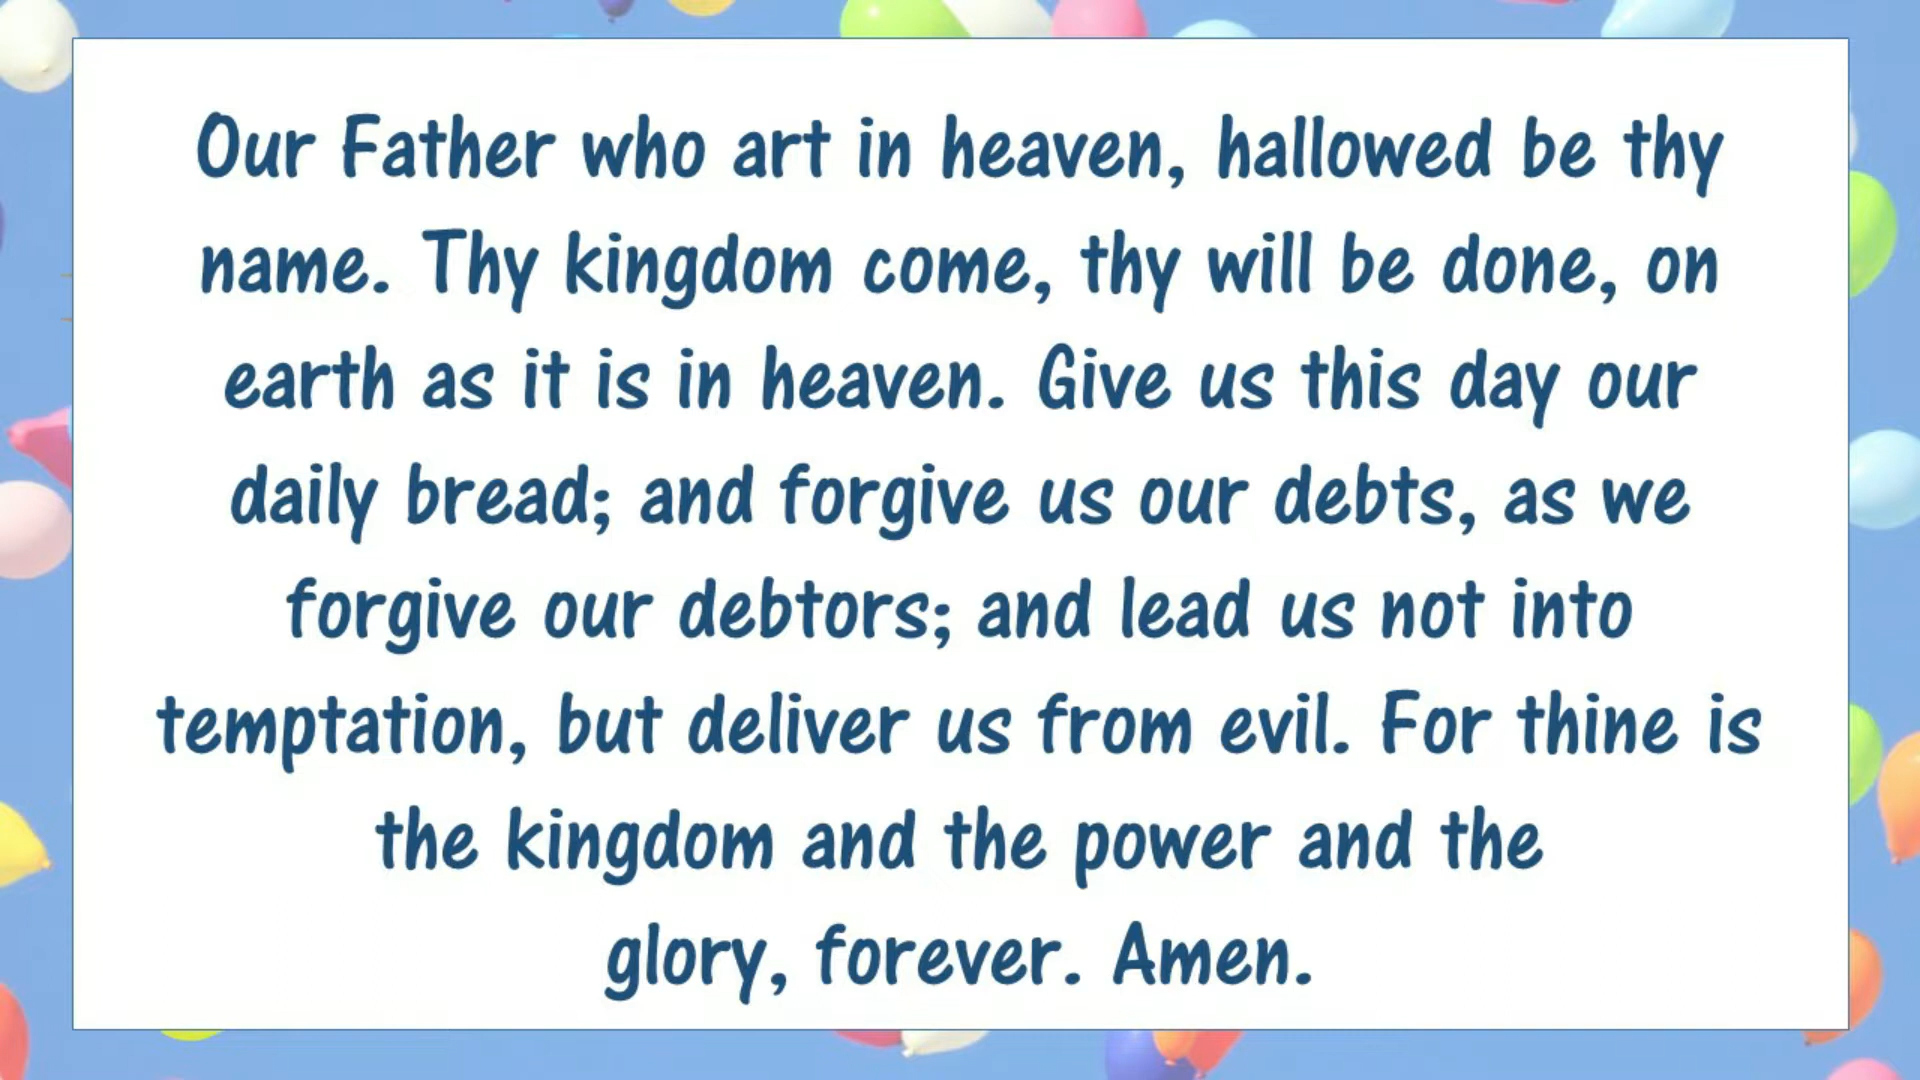 Our Father who art in heaven, hallowed be thy
name. Thy kingdom come, thy will be done, on
earth as it is in heaven. Give us this day our
daily bread; and forgive us our debts, as we
forgive our debtors; and lead us not into
temptation, but deliver us from evil. For thine is
the kingdom and the power and the
glory, forever. Amen.